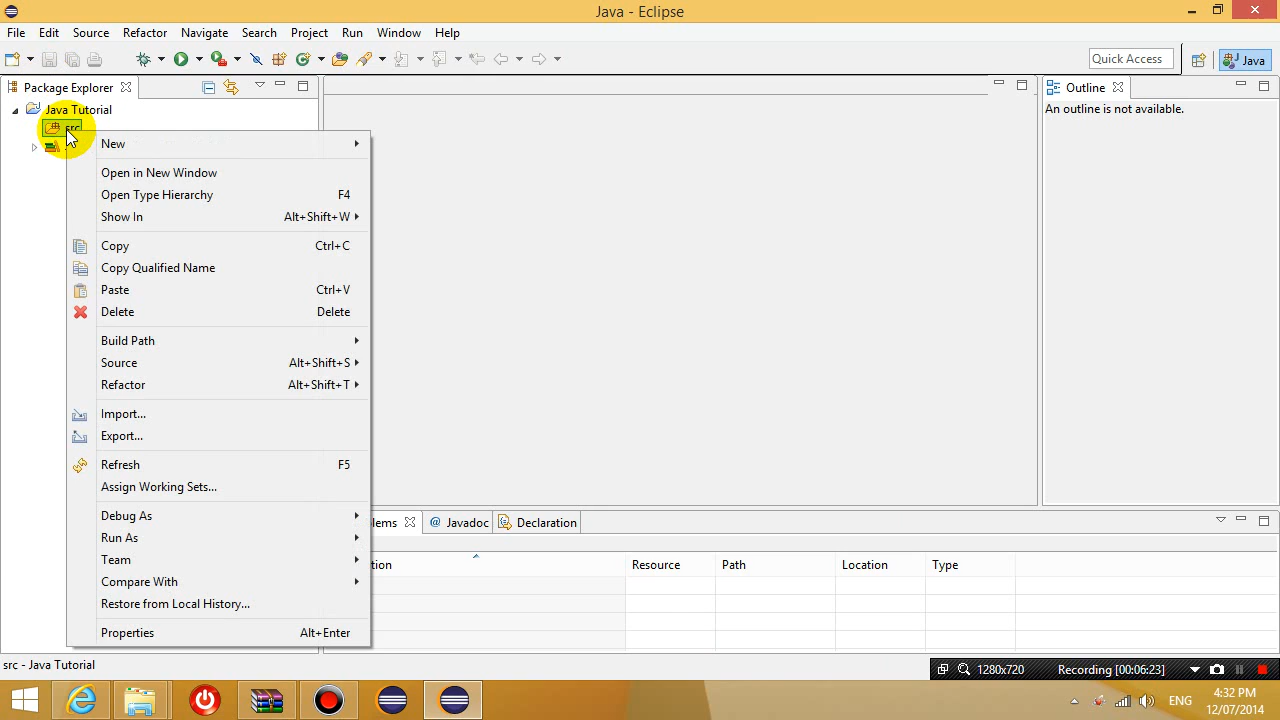 Java - Eclipse
File Edit Source Refactor Navigate Search Project Run Window Help
Quick Access Java
Package Explorer
Outline
Java Tutorial
An outline is not available.
src
New
Open in New Window
Open Type Hierarchy F4
Show In Alt+Shift+W
Copy Ctrl+C
Copy Qualified Name
Paste Ctrl+V
Delete Delete
Build Path
Source Alt+Shift+S
Refactor Alt+Shift+T
Import...
Export...
Refresh F5
Assign Working Sets...
Debug As
Run As
Team
Compare With
Restore from Local History...
Properties Alt+Enter
blems @ Javadoc Declaration
tion Resource Path Location Type
src - Java Tutorial
1280x720 Recording [00:06:23]
ENG
4:32 PM
12/07/2014